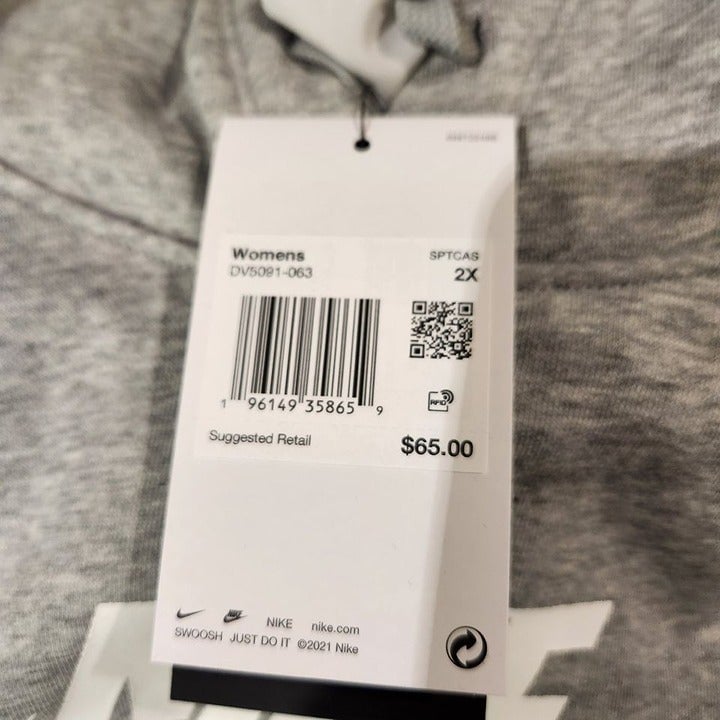 Womens
DV5091-063
SPTCAS
2X
1 96149 35865 9
RFID
Suggested Retail
$65.00
NIKE nike.com
SWOOSH JUST DO IT ©2021 Nike